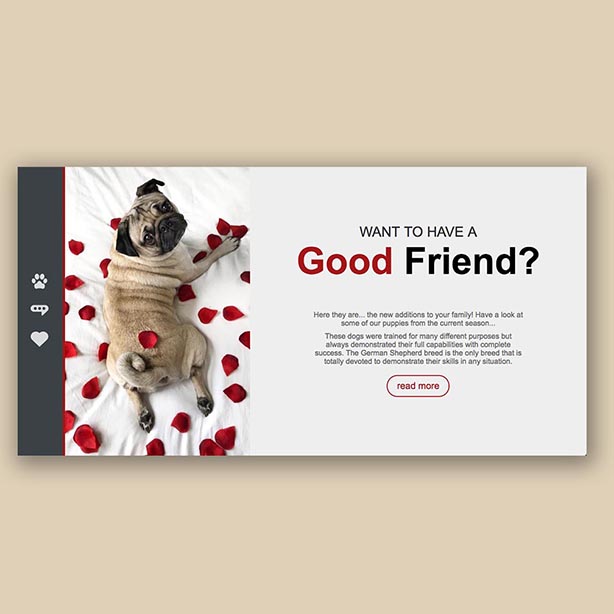 WANT TO HAVE A
Good Friend?
Here they are... the new additions to your family! Have a look at
some of our puppies from the current season...
These dogs were trained for many different purposes but
always demonstrated their full capabilities with complete
success. The German Shepherd breed is the only breed that is
totally devoted to demonstrate their skills in any situation.
read more